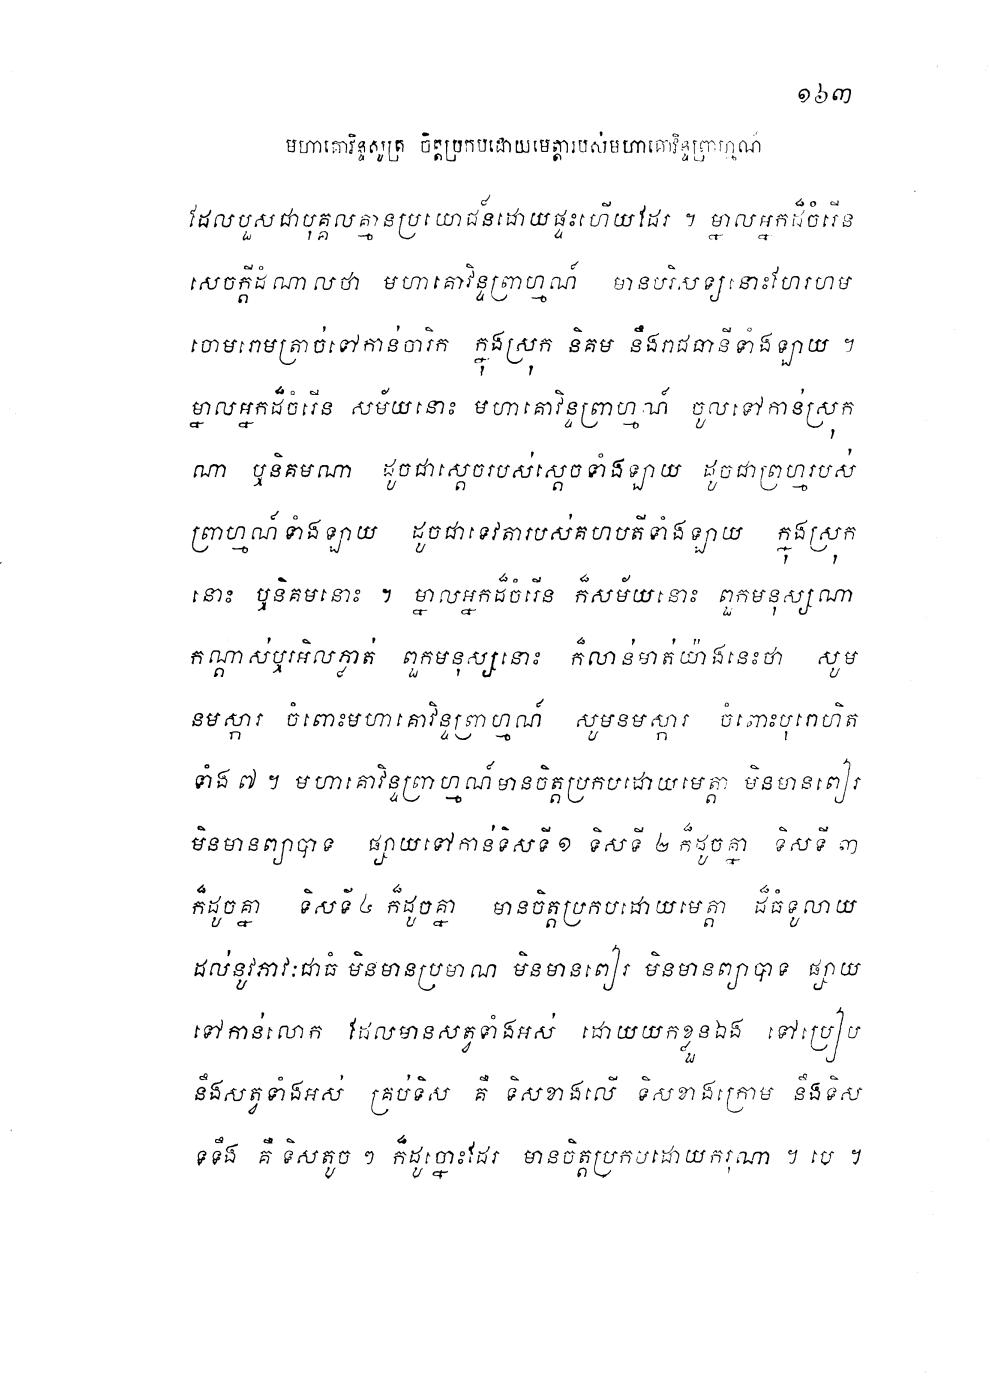 ១៦៣
មហាគោវិន្ទសូត្រ ចិត្តប្រកបដោយមេត្តារបស់មហាគោវិន្ទព្រាហ្មណ៍
ដែលបួសជាបុគ្គលគ្មានប្រយោជន៍ដោយផ្ទះហើយដែរ ។ ម្នាលអ្នកដ៏ចំរើន
សេចក្តីដំណាលថា មហាគោវិន្ទព្រាហ្មណ៍ មានបរិសទ្យនោះហែរហម
ចោមរោមត្រាច់ទៅកាន់ចារិក ក្នុងស្រុក និគម នឹងរាជធានីទាំងឡាយ ។
ម្នាលអ្នកដ៏ចំរើន សម័យនោះ មហាគោវិន្ទព្រាហ្មណ៍ ចូលទៅកាន់ស្រុក
ណា ឬនិគមណា ដូចជាស្តេចរបស់ស្តេចទាំងឡាយ ដូចជាព្រហ្មរបស់
ព្រាហ្មណ៍ទាំងឡាយ ដូចជាទេវតារបស់គហបតីទាំងឡាយ ក្នុងស្រុក
នោះ ឬនិគមនោះ ។ ម្នាលអ្នកដ៏ចំរើន ក៏សម័យនោះ ពួកមនុស្សណា
កណ្តាស់ឬរអិលភ្លាត់ ពួកមនុស្សនោះ ក៏លាន់មាត់យ៉ាងនេះថា សូម
នមស្ការ ចំពោះមហាគោវិន្ទព្រាហ្មណ៍ សូមនមស្ការ ចំពោះបុរោហិត
ទាំង ៧ ។ មហាគោវិន្ទព្រាហ្មណ៍មានចិត្តប្រកបដោយមេត្តា មិនមានពៀរ
មិនមានព្យាបាទ ផ្សាយទៅកាន់ទិសទី ១ ទិសទី ២ ក៏ដូចគ្នា ទិសទី ៣
ក៏ដូចគ្នា ទិសទី ៤ ក៏ដូចគ្នា មានចិត្តប្រកបដោយមេត្តា ដ៏ធំទូលាយ
ដល់នូវភាវៈជាធំ មិនមានប្រមាណ មិនមានពៀរ មិនមានព្យាបាទ ផ្សាយ
ទៅកាន់លោក ដែលមានសត្វទាំងអស់ ដោយយកខ្លួនឯង ទៅប្រៀប
នឹងសត្វទាំងអស់ គ្រប់ទិស គឺ ទិសខាងលើ ទិសខាងក្រោម នឹងទិស
ទទឹង គឺ ទិសតូច ៗ ក៏ដូច្នោះដែរ មានចិត្តប្រកបដោយករុណា ។ បេ ។